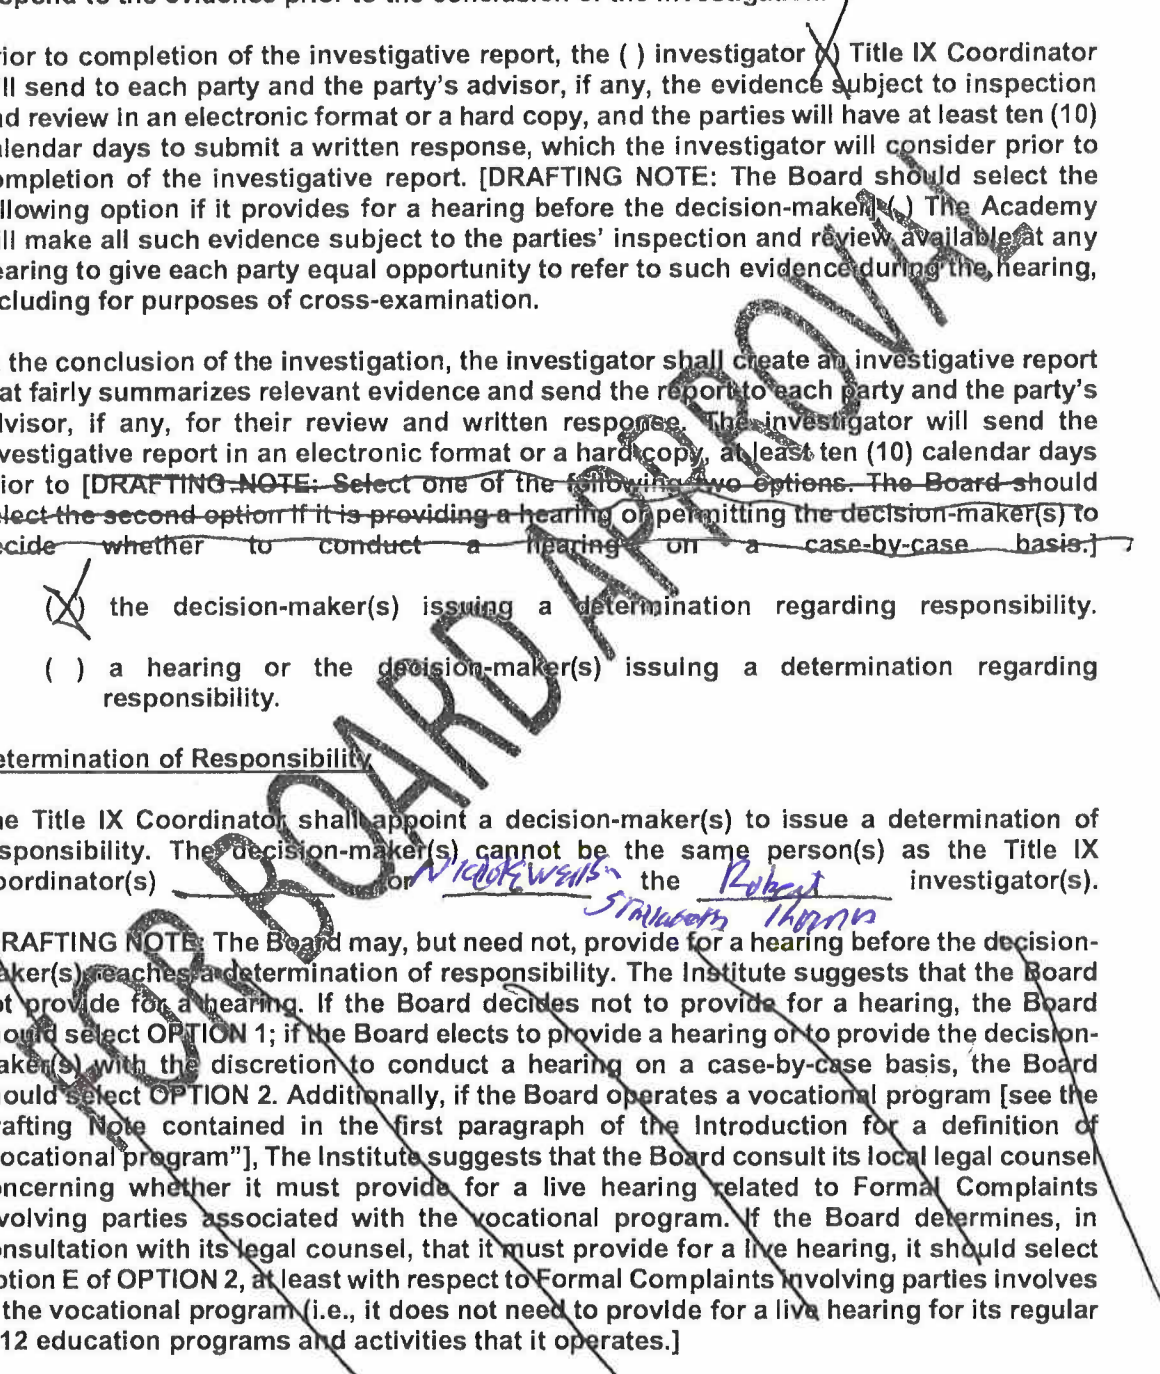 rior to completion of the investigative report, the ( ) investigator (X) Title IX Coordinator
ll send to each party and the party's advisor, if any, the evidence subject to inspection
nd review in an electronic format or a hard copy, and the parties will have at least ten (10)
alendar days to submit a written response, which the investigator will consider prior to
ompletion of the investigative report. [DRAFTING NOTE: The Board should select the
llowing option if it provides for a hearing before the decision-maker] ( ) The Academy
ill make all such evidence subject to the parties' inspection and review available at any
earing to give each party equal opportunity to refer to such evidence during the hearing,
cluding for purposes of cross-examination.
the conclusion of the investigation, the investigator shall create an investigative report
at fairly summarizes relevant evidence and send the report to each party and the party's
dvisor, if any, for their review and written response. The investigator will send the
vestigative report in an electronic format or a hard copy, at least ten (10) calendar days
ior to [DRAFTING NOTE: Select one of the following two options. The Board should
elect the second option if it is providing a hearing or permitting the decision-maker(s) to
ecide whether to conduct a hearing on a case-by-case basis.]
(X) the decision-maker(s) issuing a determination regarding responsibility.
( ) a hearing or the decision-maker(s) issuing a determination regarding
responsibility.
etermination of Responsibility
he Title IX Coordinator shall appoint a decision-maker(s) to issue a determination of
sponsibility. The decision-maker(s) cannot be the same person(s) as the Title IX
oordinator(s) or the Robert investigator(s).
Thomas
RAFTING NOTE: The Board may, but need not, provide for a hearing before the decision-
aker(s) reaches a determination of responsibility. The Institute suggests that the Board
ot provide for a hearing. If the Board decides not to provide for a hearing, the Board
ould select OPTION 1; if the Board elects to provide a hearing or to provide the decision-
aker(s) with the discretion to conduct a hearing on a case-by-case basis, the Board
ould select OPTION 2. Additionally, if the Board operates a vocational program [see the
rafting Note contained in the first paragraph of the Introduction for a definition of
ocational program"], The Institute suggests that the Board consult its local legal counsel
oncerning whether it must provide for a live hearing related to Formal Complaints
volving parties associated with the vocational program. If the Board determines, in
onsultation with its legal counsel, that it must provide for a live hearing, it should select
ption E of OPTION 2, at least with respect to Formal Complaints involving parties involves
the vocational program (i.e., it does not need to provide for a live hearing for its regular
12 education programs and activities that it operates.]
FOR BOARD APPROVAL